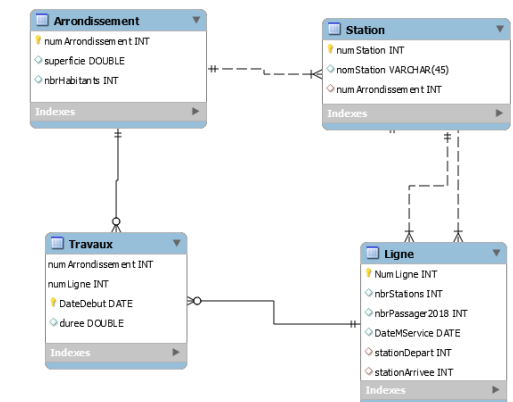 Arrondissement
numArrondissement INT
superficie DOUBLE
nbrHabitants INT
Indexes
Station
numStation INT
nomStation VARCHAR(45)
numArrondissement INT
Indexes
Travaux
numArrondissement INT
numLigne INT
DateDebut DATE
duree DOUBLE
Indexes
Ligne
NumLigne INT
nbrStations INT
nbrPassager2018 INT
DateMService DATE
stationDepart INT
stationArrivee INT
Indexes